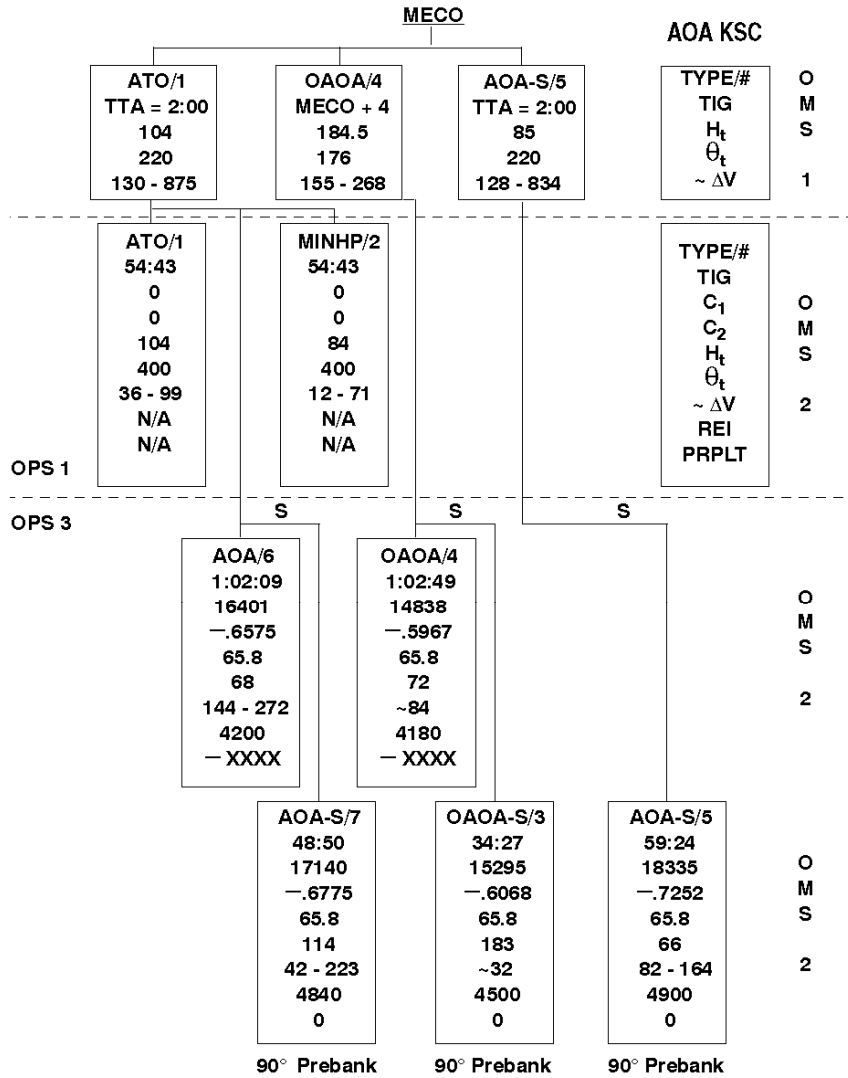 MECO
AOA KSC
ATO/1
TTA = 2:00
104
220
130 - 875
OAOA/4
MECO + 4
184.5
176
155 - 268
AOA-S/5
TTA = 2:00
85
220
128 - 834
TYPE/#
TIG
Hₜ
θₜ
~ ΔV
O
M
S
1
ATO/1
54:43
0
0
104
400
36 - 99
N/A
N/A
MINHP/2
54:43
0
0
84
400
12 - 71
N/A
N/A
TYPE/#
TIG
C₁
C₂
Hₜ
θₜ
~ ΔV
REI
PRPLT
O
M
S
2
OPS 1
OPS 3
S
S
S
AOA/6
1:02:09
16401
—.6575
65.8
68
144 - 272
4200
— XXXX
OAOA/4
1:02:49
14838
—.5967
65.8
72
~84
4180
— XXXX
O
M
S
2
AOA-S/7
48:50
17140
—.6775
65.8
114
42 - 223
4840
0
90° Prebank
OAOA-S/3
34:27
15295
—.6068
65.8
183
~32
4500
0
90° Prebank
AOA-S/5
59:24
18335
—.7252
65.8
66
82 - 164
4900
0
90° Prebank
O
M
S
2